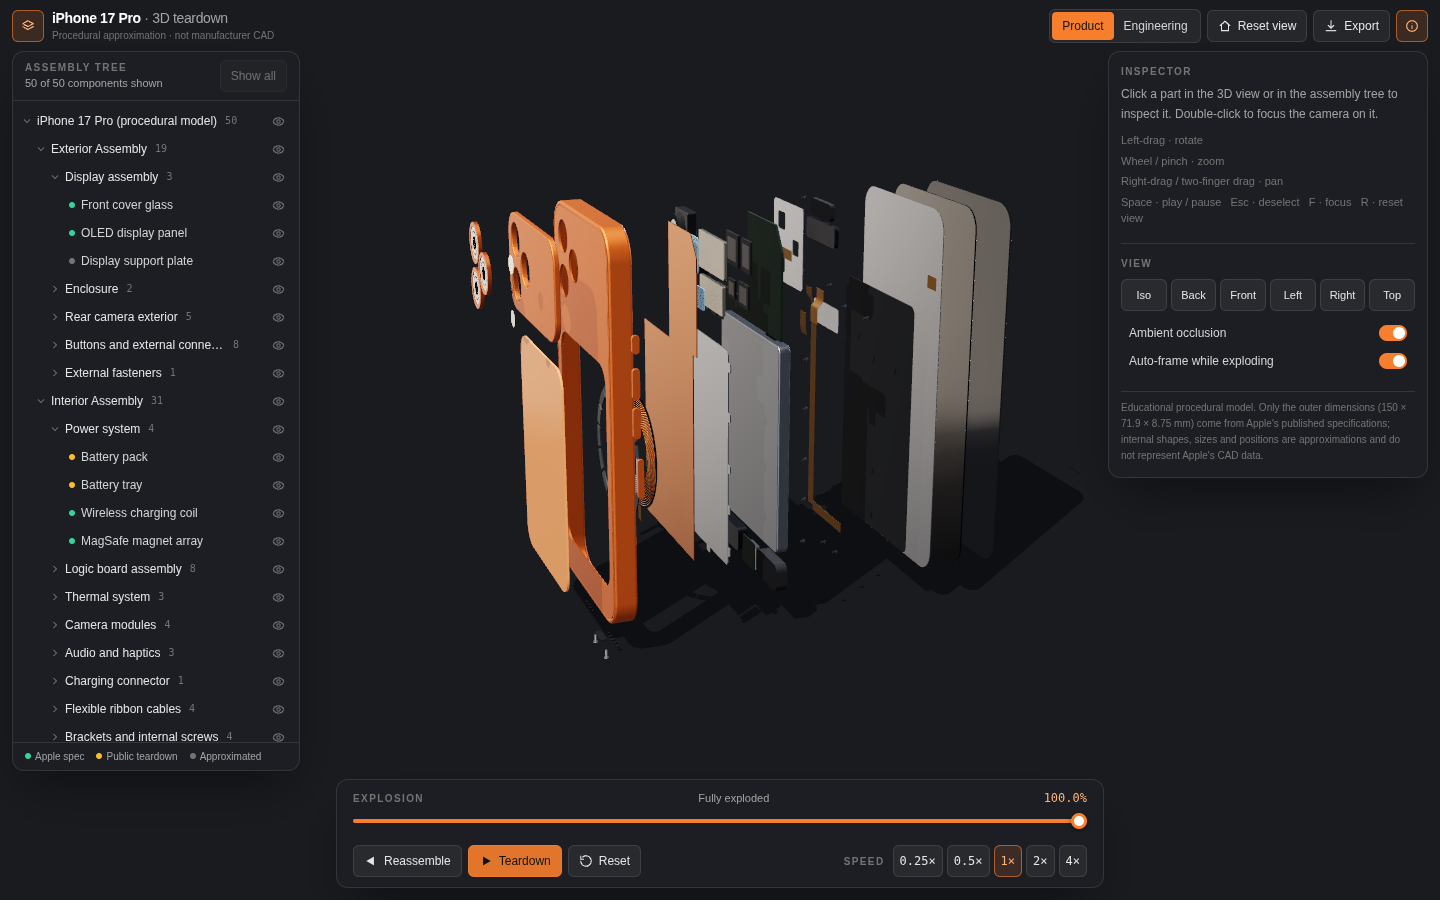 iPhone 17 Pro · 3D teardown
Procedural approximation · not manufacturer CAD
Product
Engineering
Reset view
Export
ASSEMBLY TREE
50 of 50 components shown
Show all
iPhone 17 Pro (procedural model) 50
Exterior Assembly 19
Display assembly 3
Front cover glass
OLED display panel
Display support plate
Enclosure 2
Rear camera exterior 5
Buttons and external conne… 8
External fasteners 1
Interior Assembly 31
Power system 4
Battery pack
Battery tray
Wireless charging coil
MagSafe magnet array
Logic board assembly 8
Thermal system 3
Camera modules 4
Audio and haptics 3
Charging connector 1
Flexible ribbon cables 4
Brackets and internal screws 4
Apple spec
Public teardown
Approximated
INSPECTOR
Click a part in the 3D view or in the assembly tree to
inspect it. Double-click to focus the camera on it.
Left-drag · rotate
Wheel / pinch · zoom
Right-drag / two-finger drag · pan
Space · play / pause Esc · deselect F · focus R · reset
view
VIEW
Iso
Back
Front
Left
Right
Top
Ambient occlusion
Auto-frame while exploding
Educational procedural model. Only the outer dimensions (150 ×
71.9 × 8.75 mm) come from Apple's published specifications;
internal shapes, sizes and positions are approximations and do
not represent Apple's CAD data.
EXPLOSION
Fully exploded
100.0%
Reassemble
Teardown
Reset
SPEED
0.25×
0.5×
1×
2×
4×